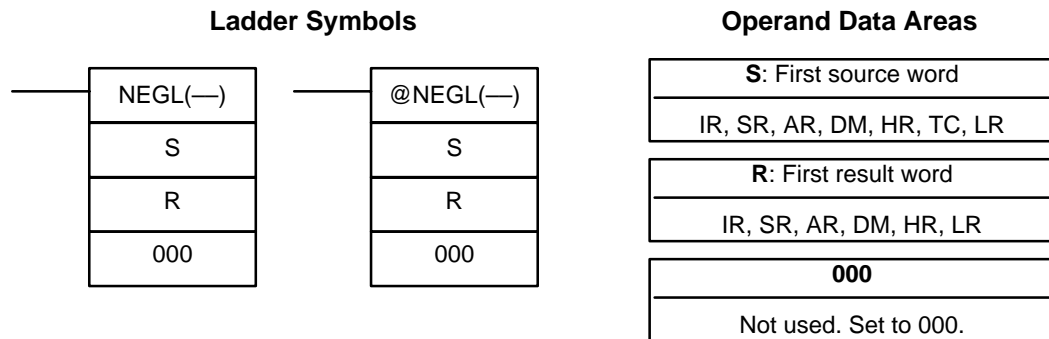 Ladder Symbols
NEGL(—)
S
R
000
@NEGL(—)
S
R
000
Operand Data Areas
S: First source word
IR, SR, AR, DM, HR, TC, LR
R: First result word
IR, SR, AR, DM, HR, LR
000
Not used. Set to 000.